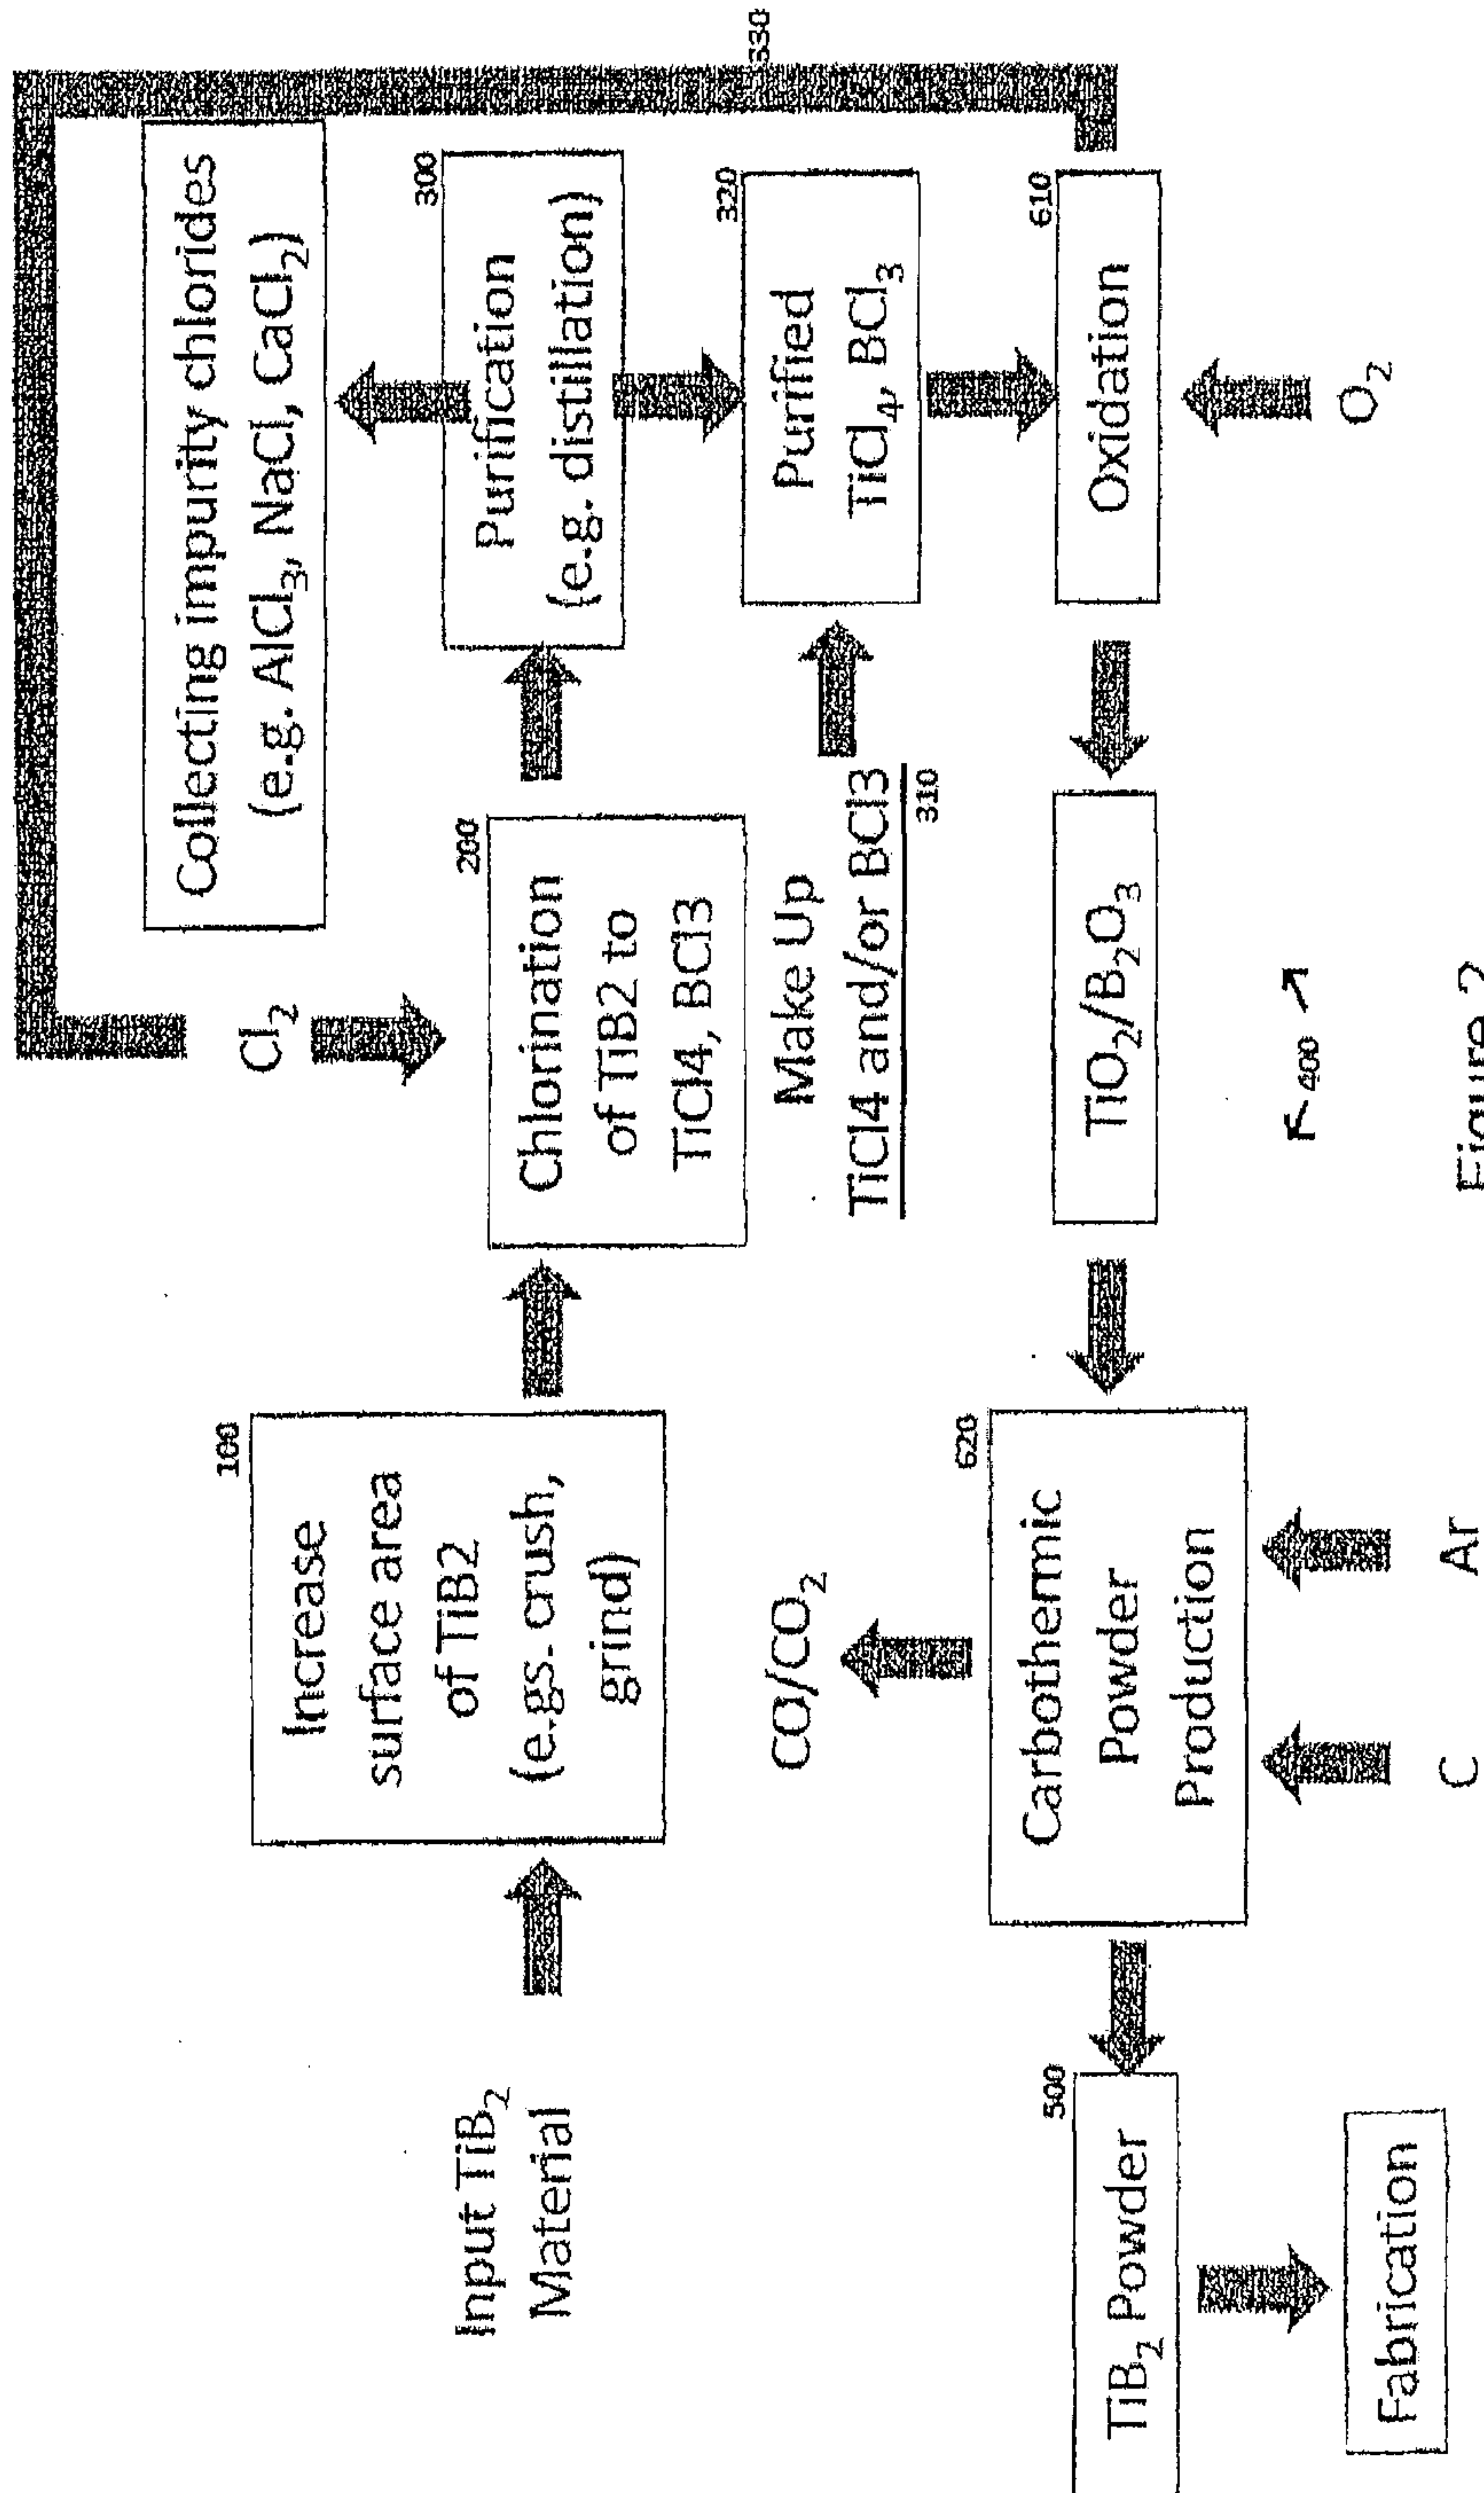 Input TiB₂
Material
100
Increase
surface area
of TiB2
(e.gs. crush,
grind)
Cl₂
200
Chlorination
of TiB2 to
TiCl4, BCl3
Collecting impurity chlorides
(e.g. AlCl₃, NaCl, CaCl₂)
300
Purification
(e.g. distillation)
330
Make Up
TiCl4 and/or BCl3
310
320
Purified
TiCl₄, BCl₃
610
Oxidation
O₂
TiO₂/B₂O₃
CO/CO₂
620
Carbothemic
Powder
Production
C
Ar
500
TiB₂ Powder
Fabrication
400
Figure 2